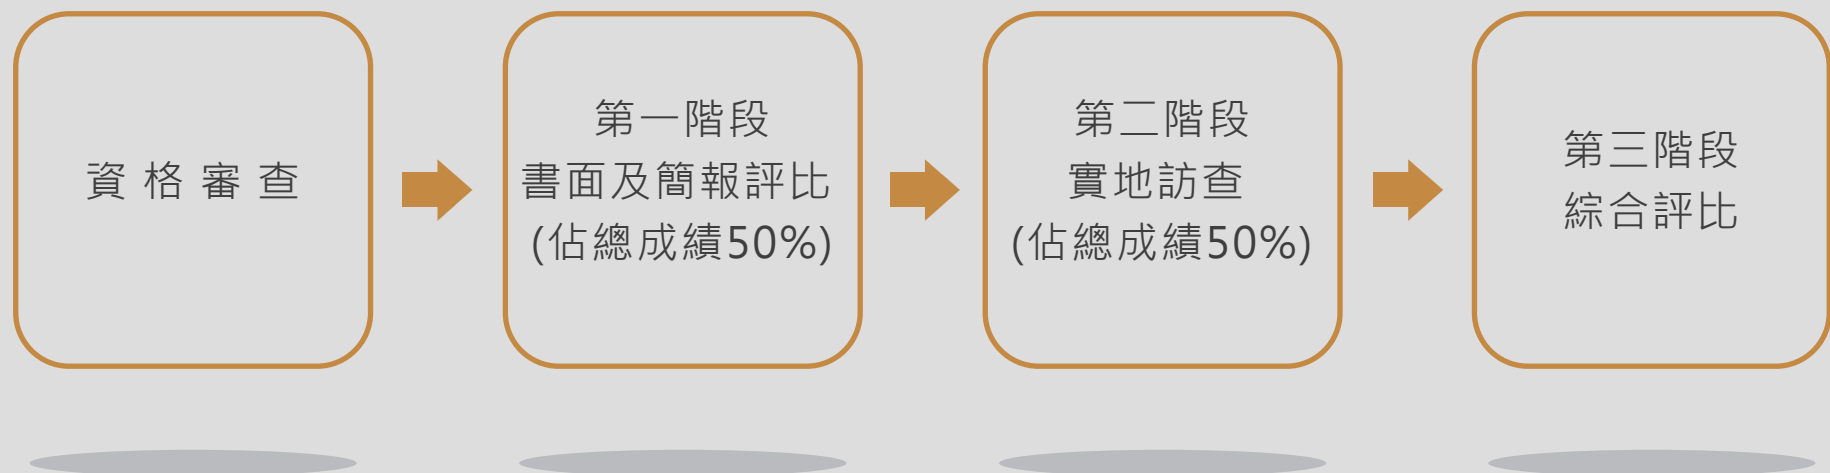 資格審查
第一階段
書面及簡報評比
(佔總成績50%)
第二階段
實地訪查
(佔總成績50%)
第三階段
綜合評比